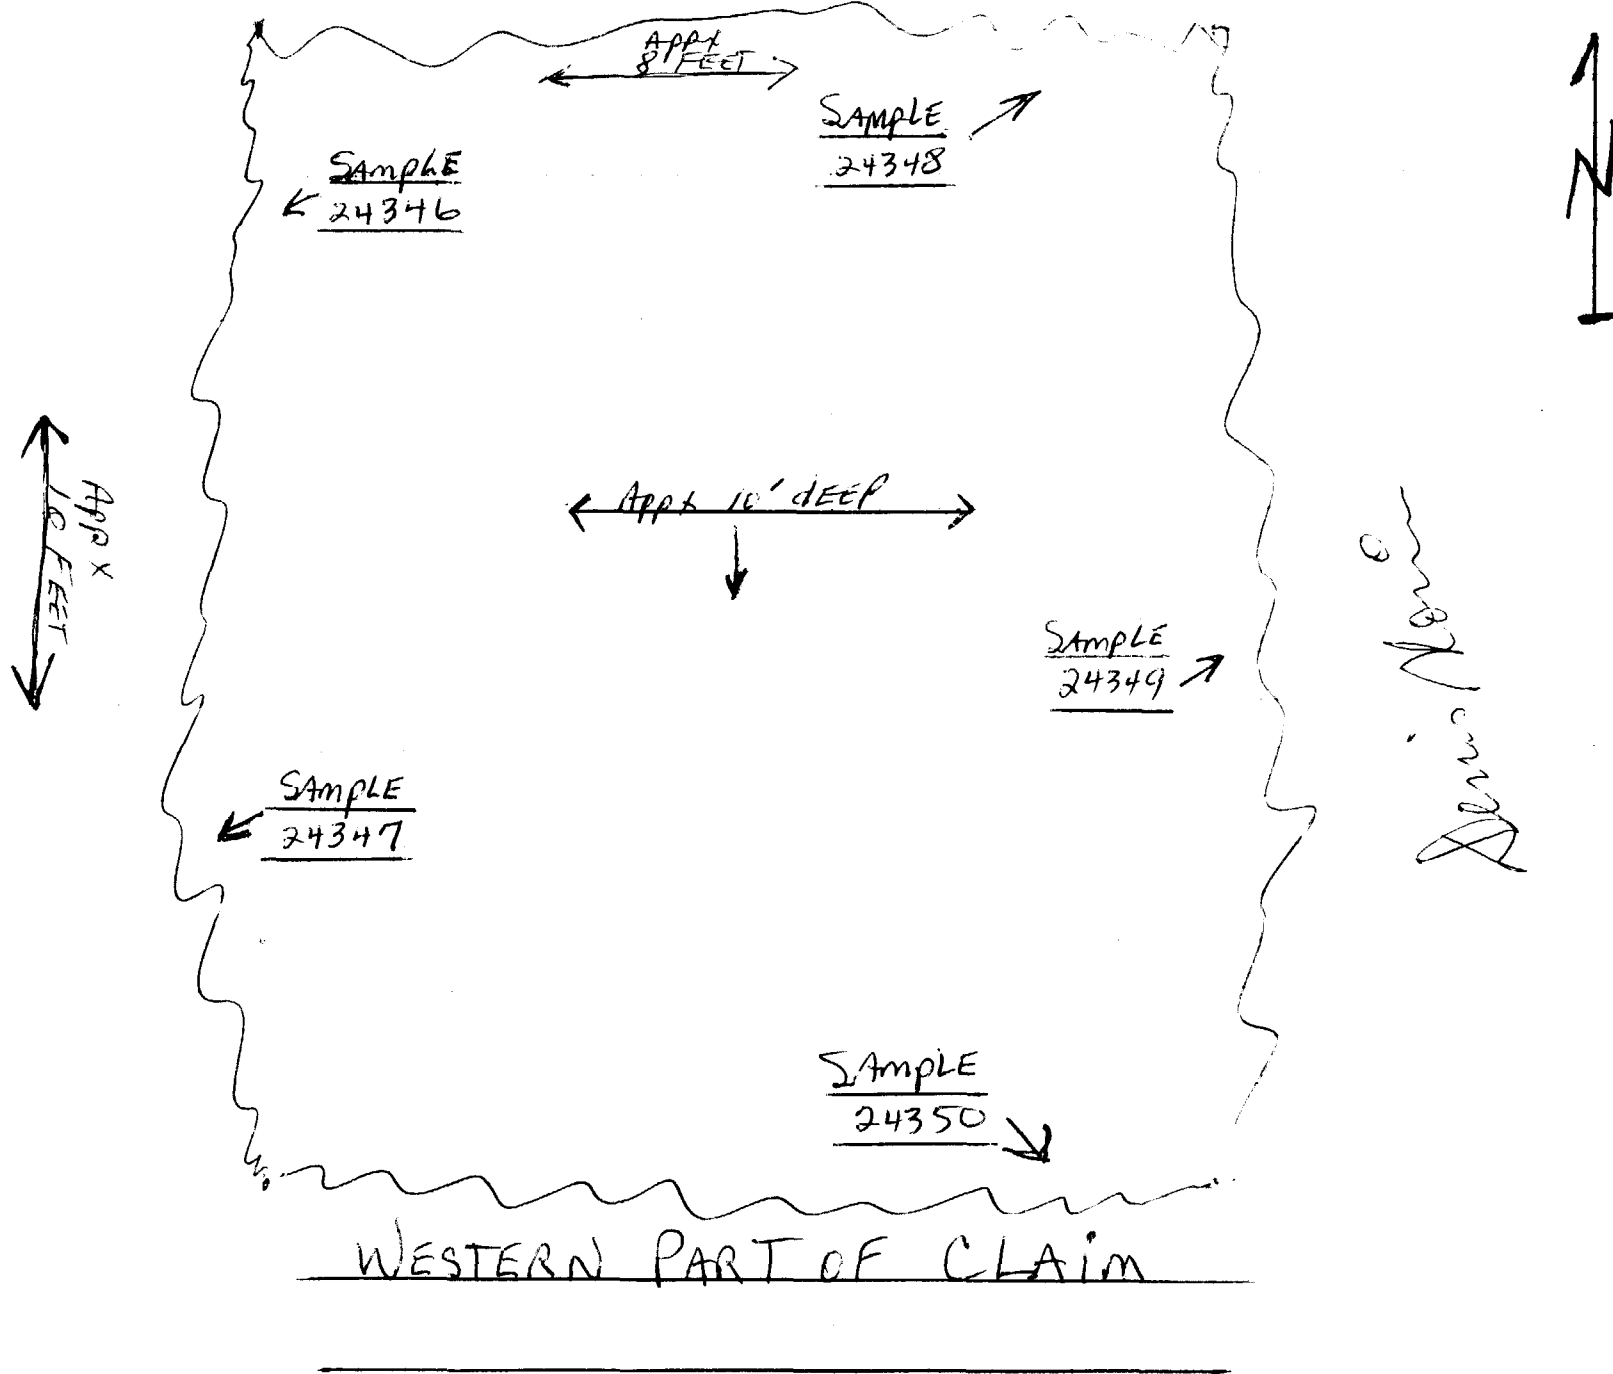 Appx
8 FEET
SAMPLE
24348
SAMPLE
24346
N
Appx 10' dEEP
Appx
10 FEET
SAMPLE
24349
SAMPLE
24347
SAMPLE
24350
WESTERN PART OF CLAiM